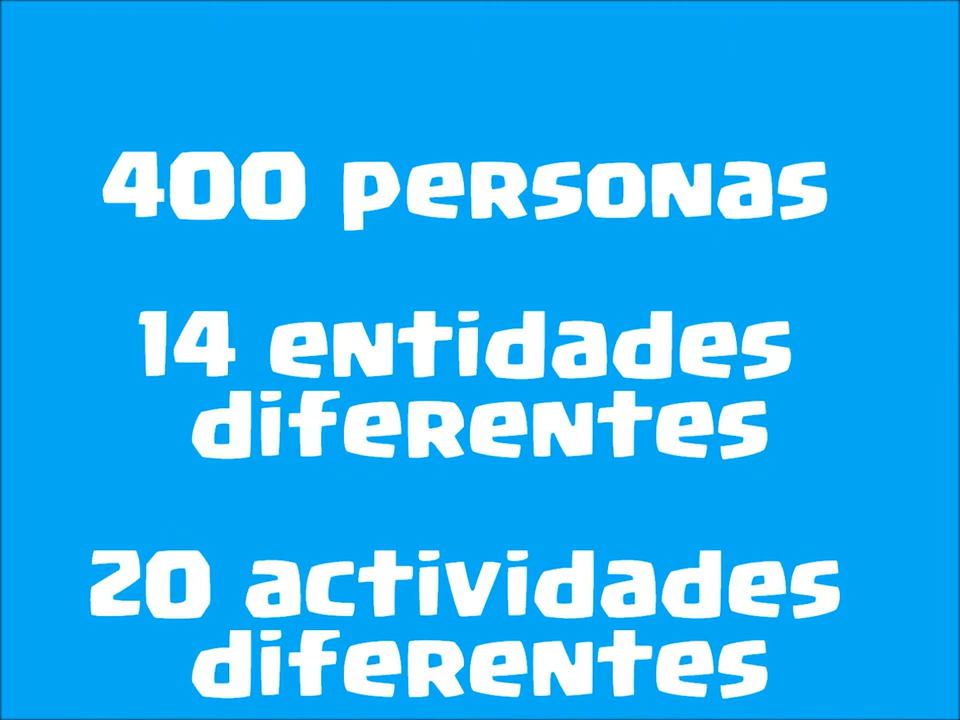 400 personas
14 entidades
diferentes
20 actividades
diferentes